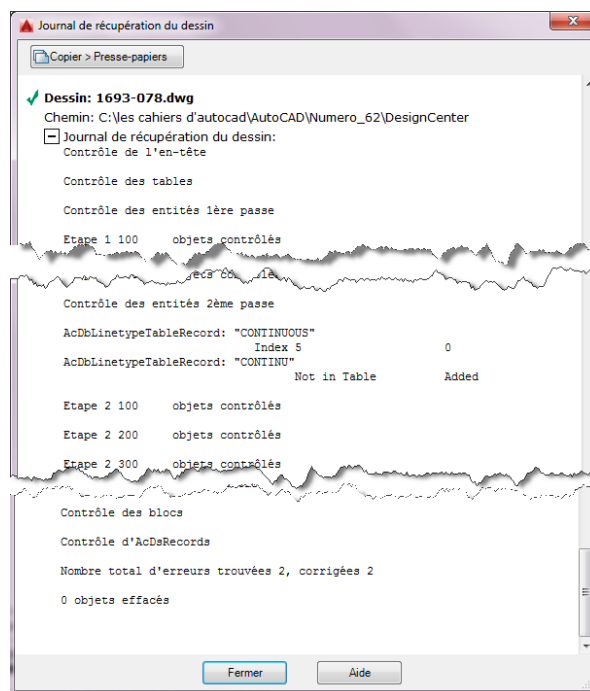 Journal de récupération du dessin
Copier > Presse-papiers
Dessin: 1693-078.dwg
Chemin: C:\les cahiers d'autocad\AutoCAD\Numero_62\DesignCenter
Journal de récupération du dessin:
Contrôle de l'en-tête
Contrôle des tables
Contrôle des entités 1ère passe
Etape 1 100 objets contrôlés
Contrôle des entités 2ème passe
AcDbLinetypeTableRecord: "CONTINUOUS"
Index 5 0
AcDbLinetypeTableRecord: "CONTINU"
Not in Table Added
Etape 2 100 objets contrôlés
Etape 2 200 objets contrôlés
Etape 2 300 objets contrôlés
Contrôle des blocs
Contrôle d'AcDsRecords
Nombre total d'erreurs trouvées 2, corrigées 2
0 objets effacés
Fermer Aide